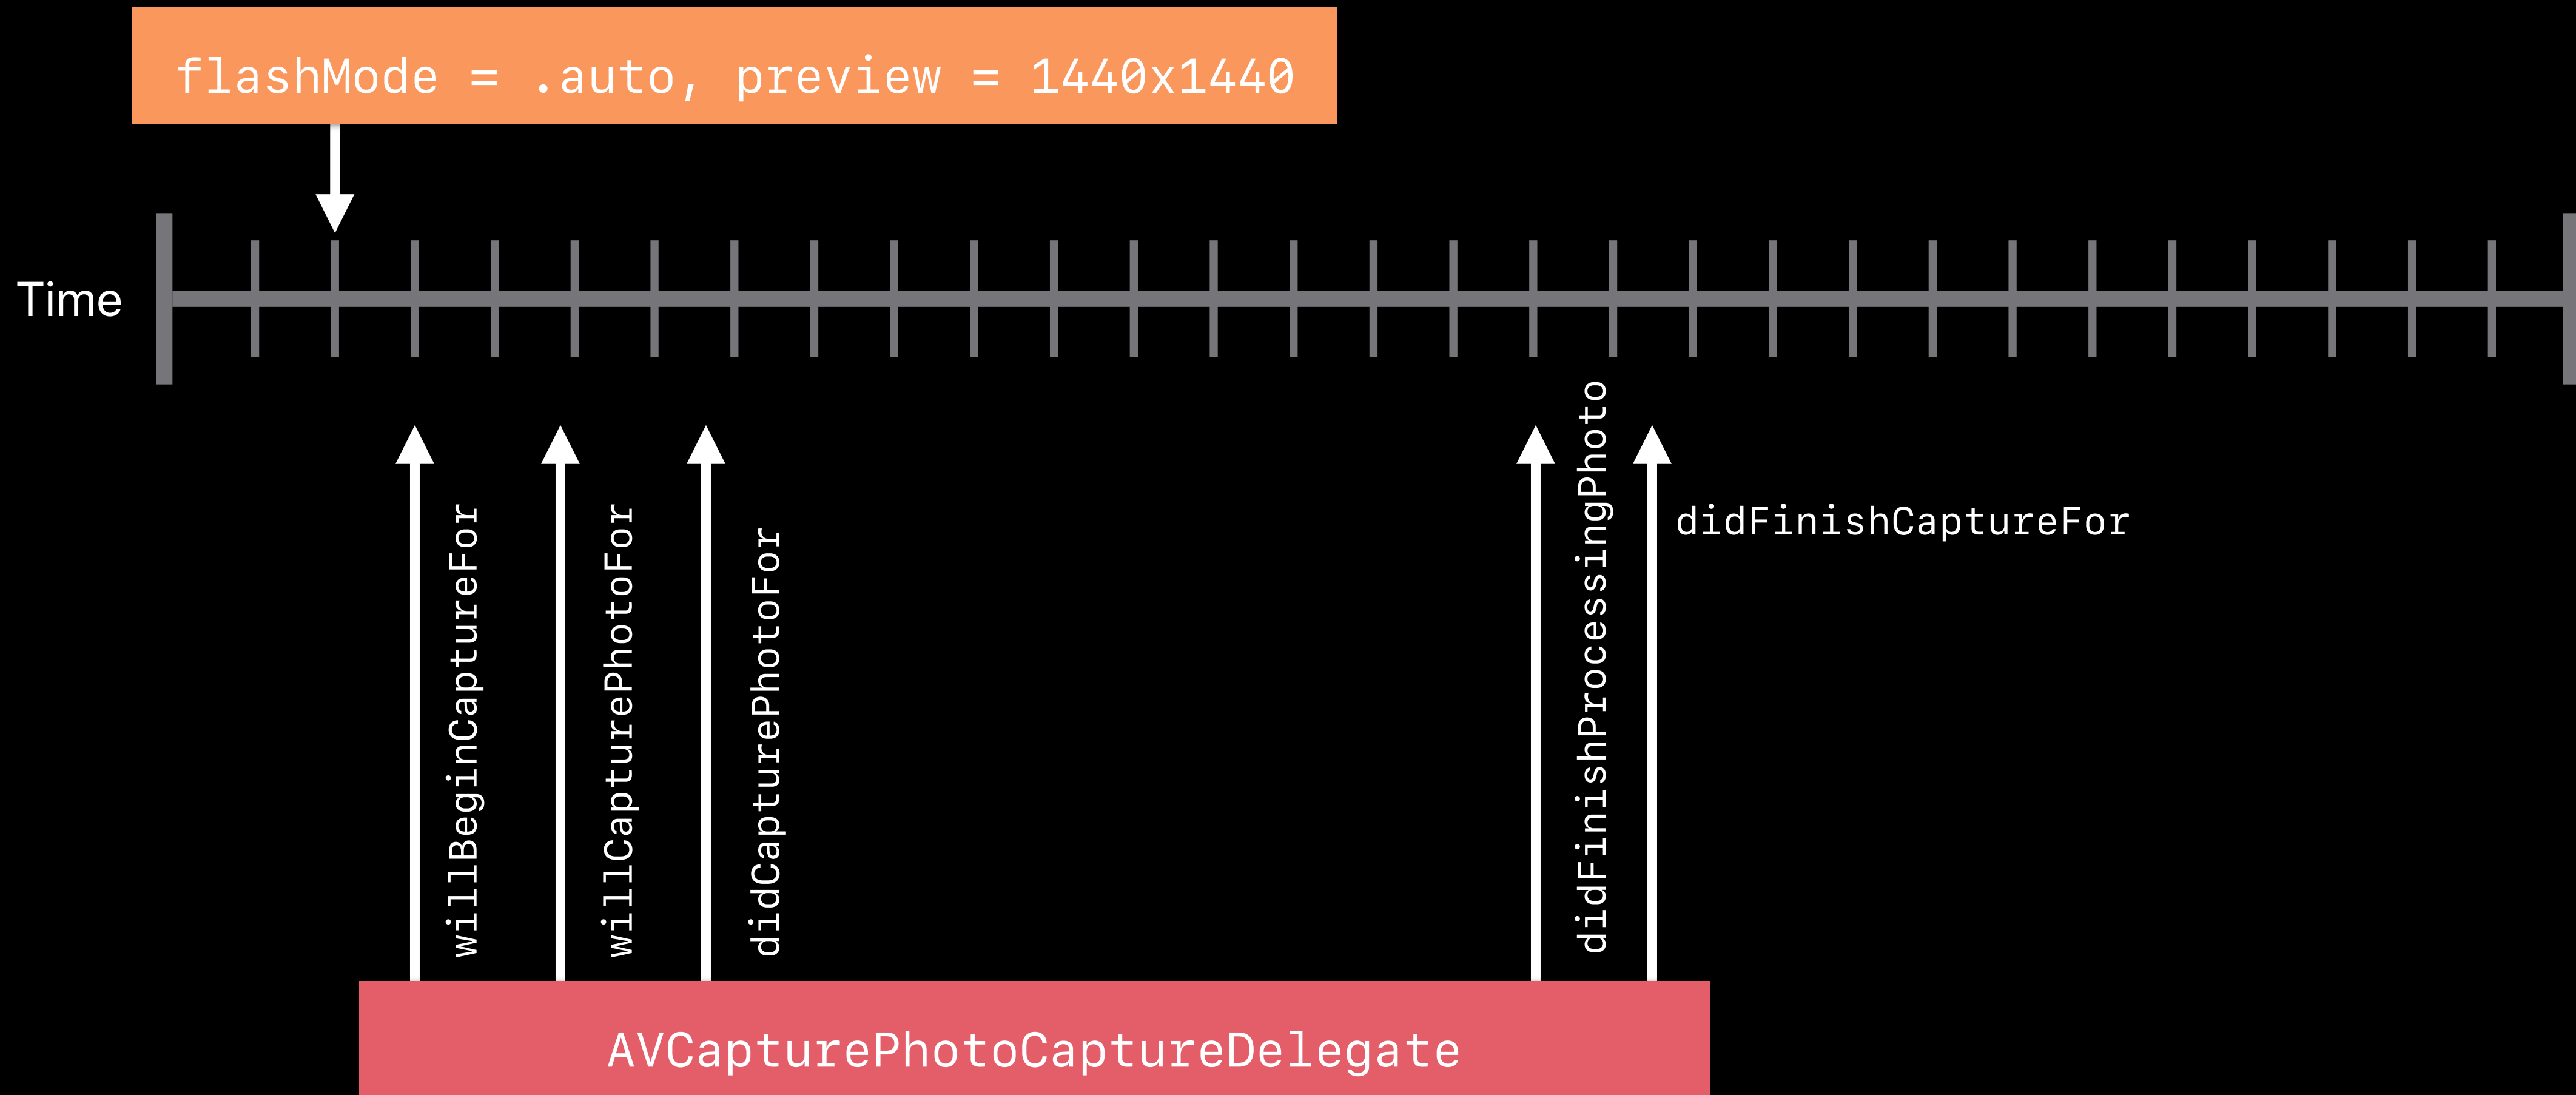 flashMode = .auto, preview = 1440x1440
Time
willBeginCaptureFor
willCapturePhotoFor
didCapturePhotoFor
didFinishProcessingPhoto
didFinishCaptureFor
AVCapturePhotoCaptureDelegate